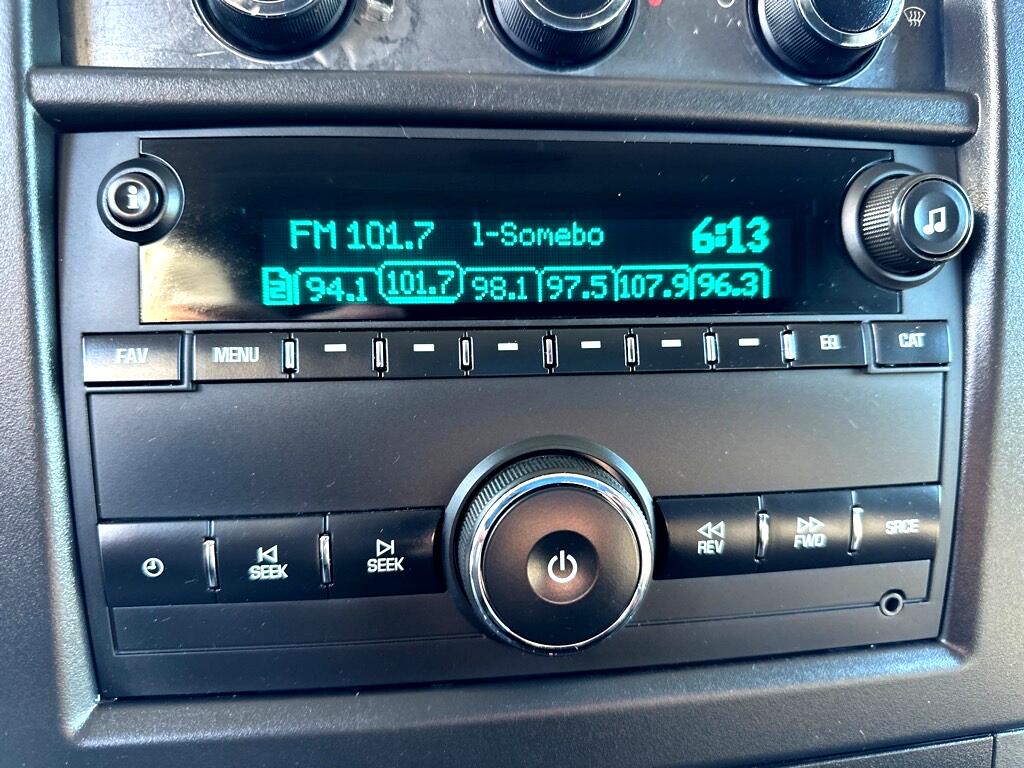 i
FM 101.7 l-Somebo 6:13
2 94.1 101.7 98.1 97.5 107.9 96.3
FAV MENU EQ CAT
SEEK SEEK REV FWD SRCE